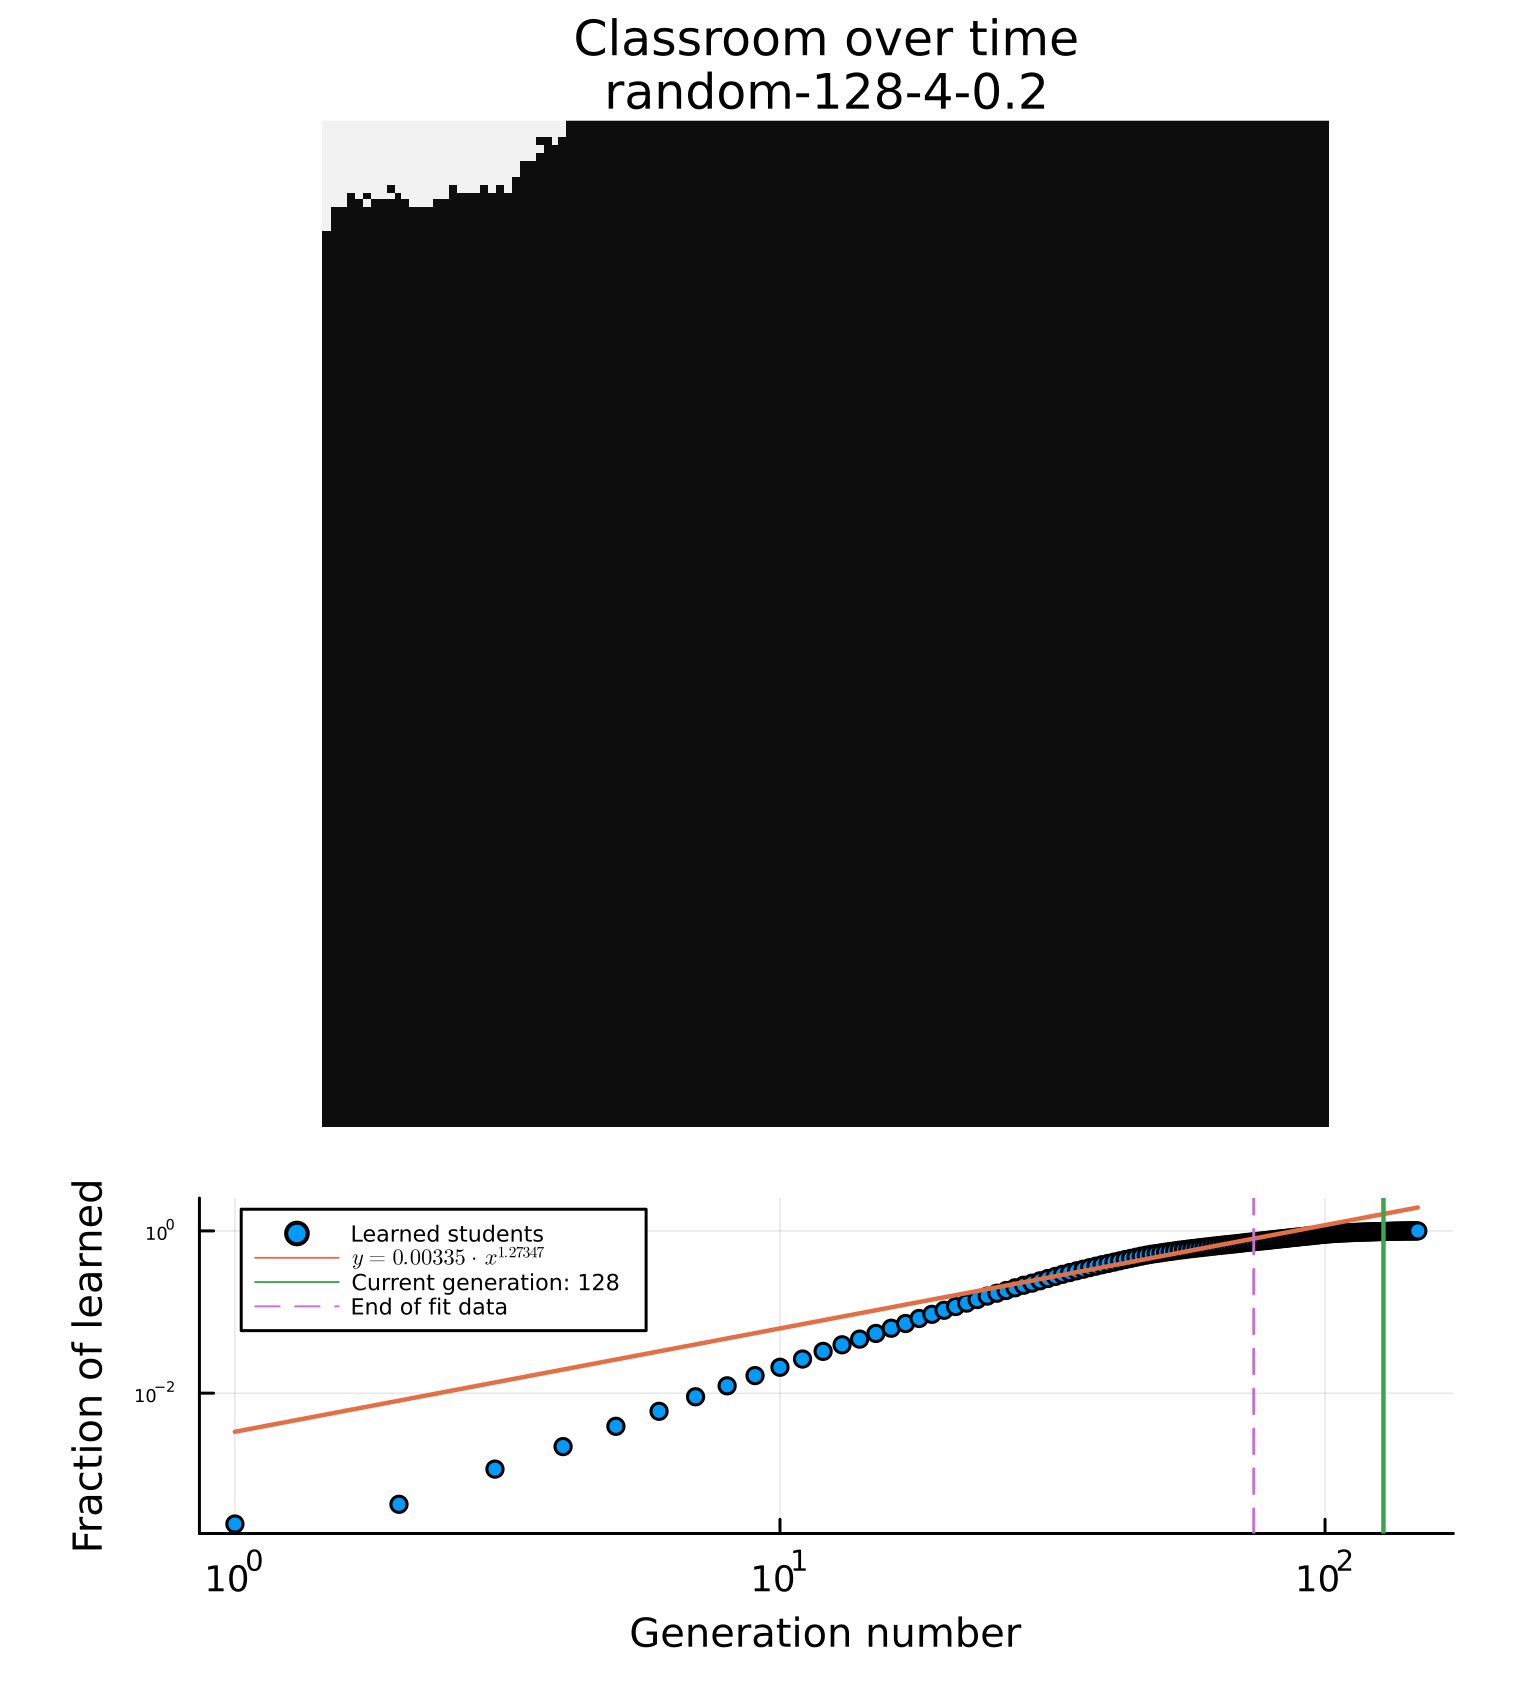 Classroom over time
random-128-4-0.2
Fraction of learned
10⁰
10⁻²
Learned students
y = 0.00335 · x^1.27347
Current generation: 128
End of fit data
10⁰ 10¹ 10²
Generation number